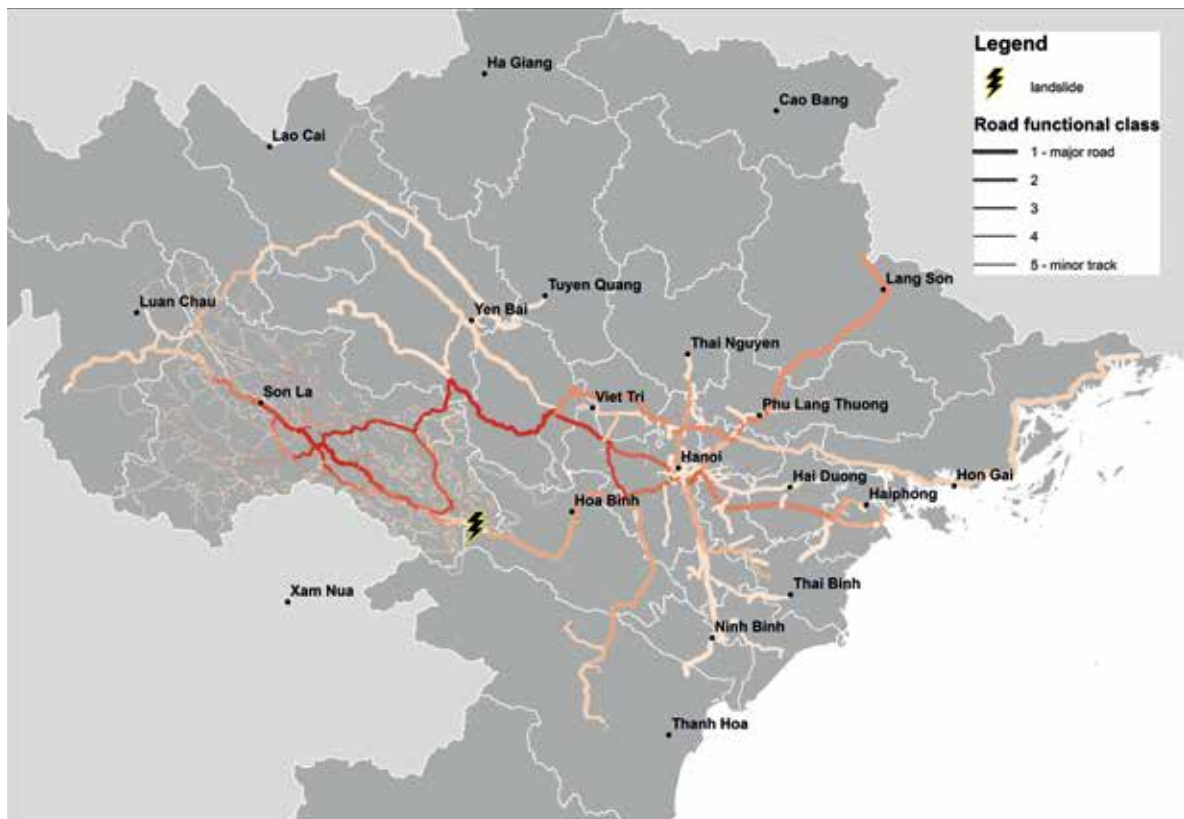 Legend
landslide
Road functional class
1 - major road
2
3
4
5 - minor track
Ha Giang
Cao Bang
Lao Cai
Lang Son
Tuyen Quang
Luan Chau
Yen Bai
Thai Nguyen
Son La
Viet Tri
Phu Lang Thuong
Hanoi
Hai Duong
Hon Gai
Haiphong
Hoa Binh
Xam Nua
Thai Binh
Ninh Binh
Thanh Hoa